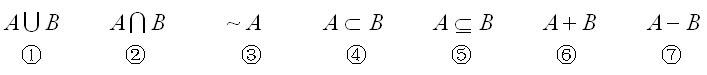 A ⋃ B A ⋂ B ~ A A ⊂ B A ⊆ B A + B A − B
① ② ③ ④ ⑤ ⑥ ⑦